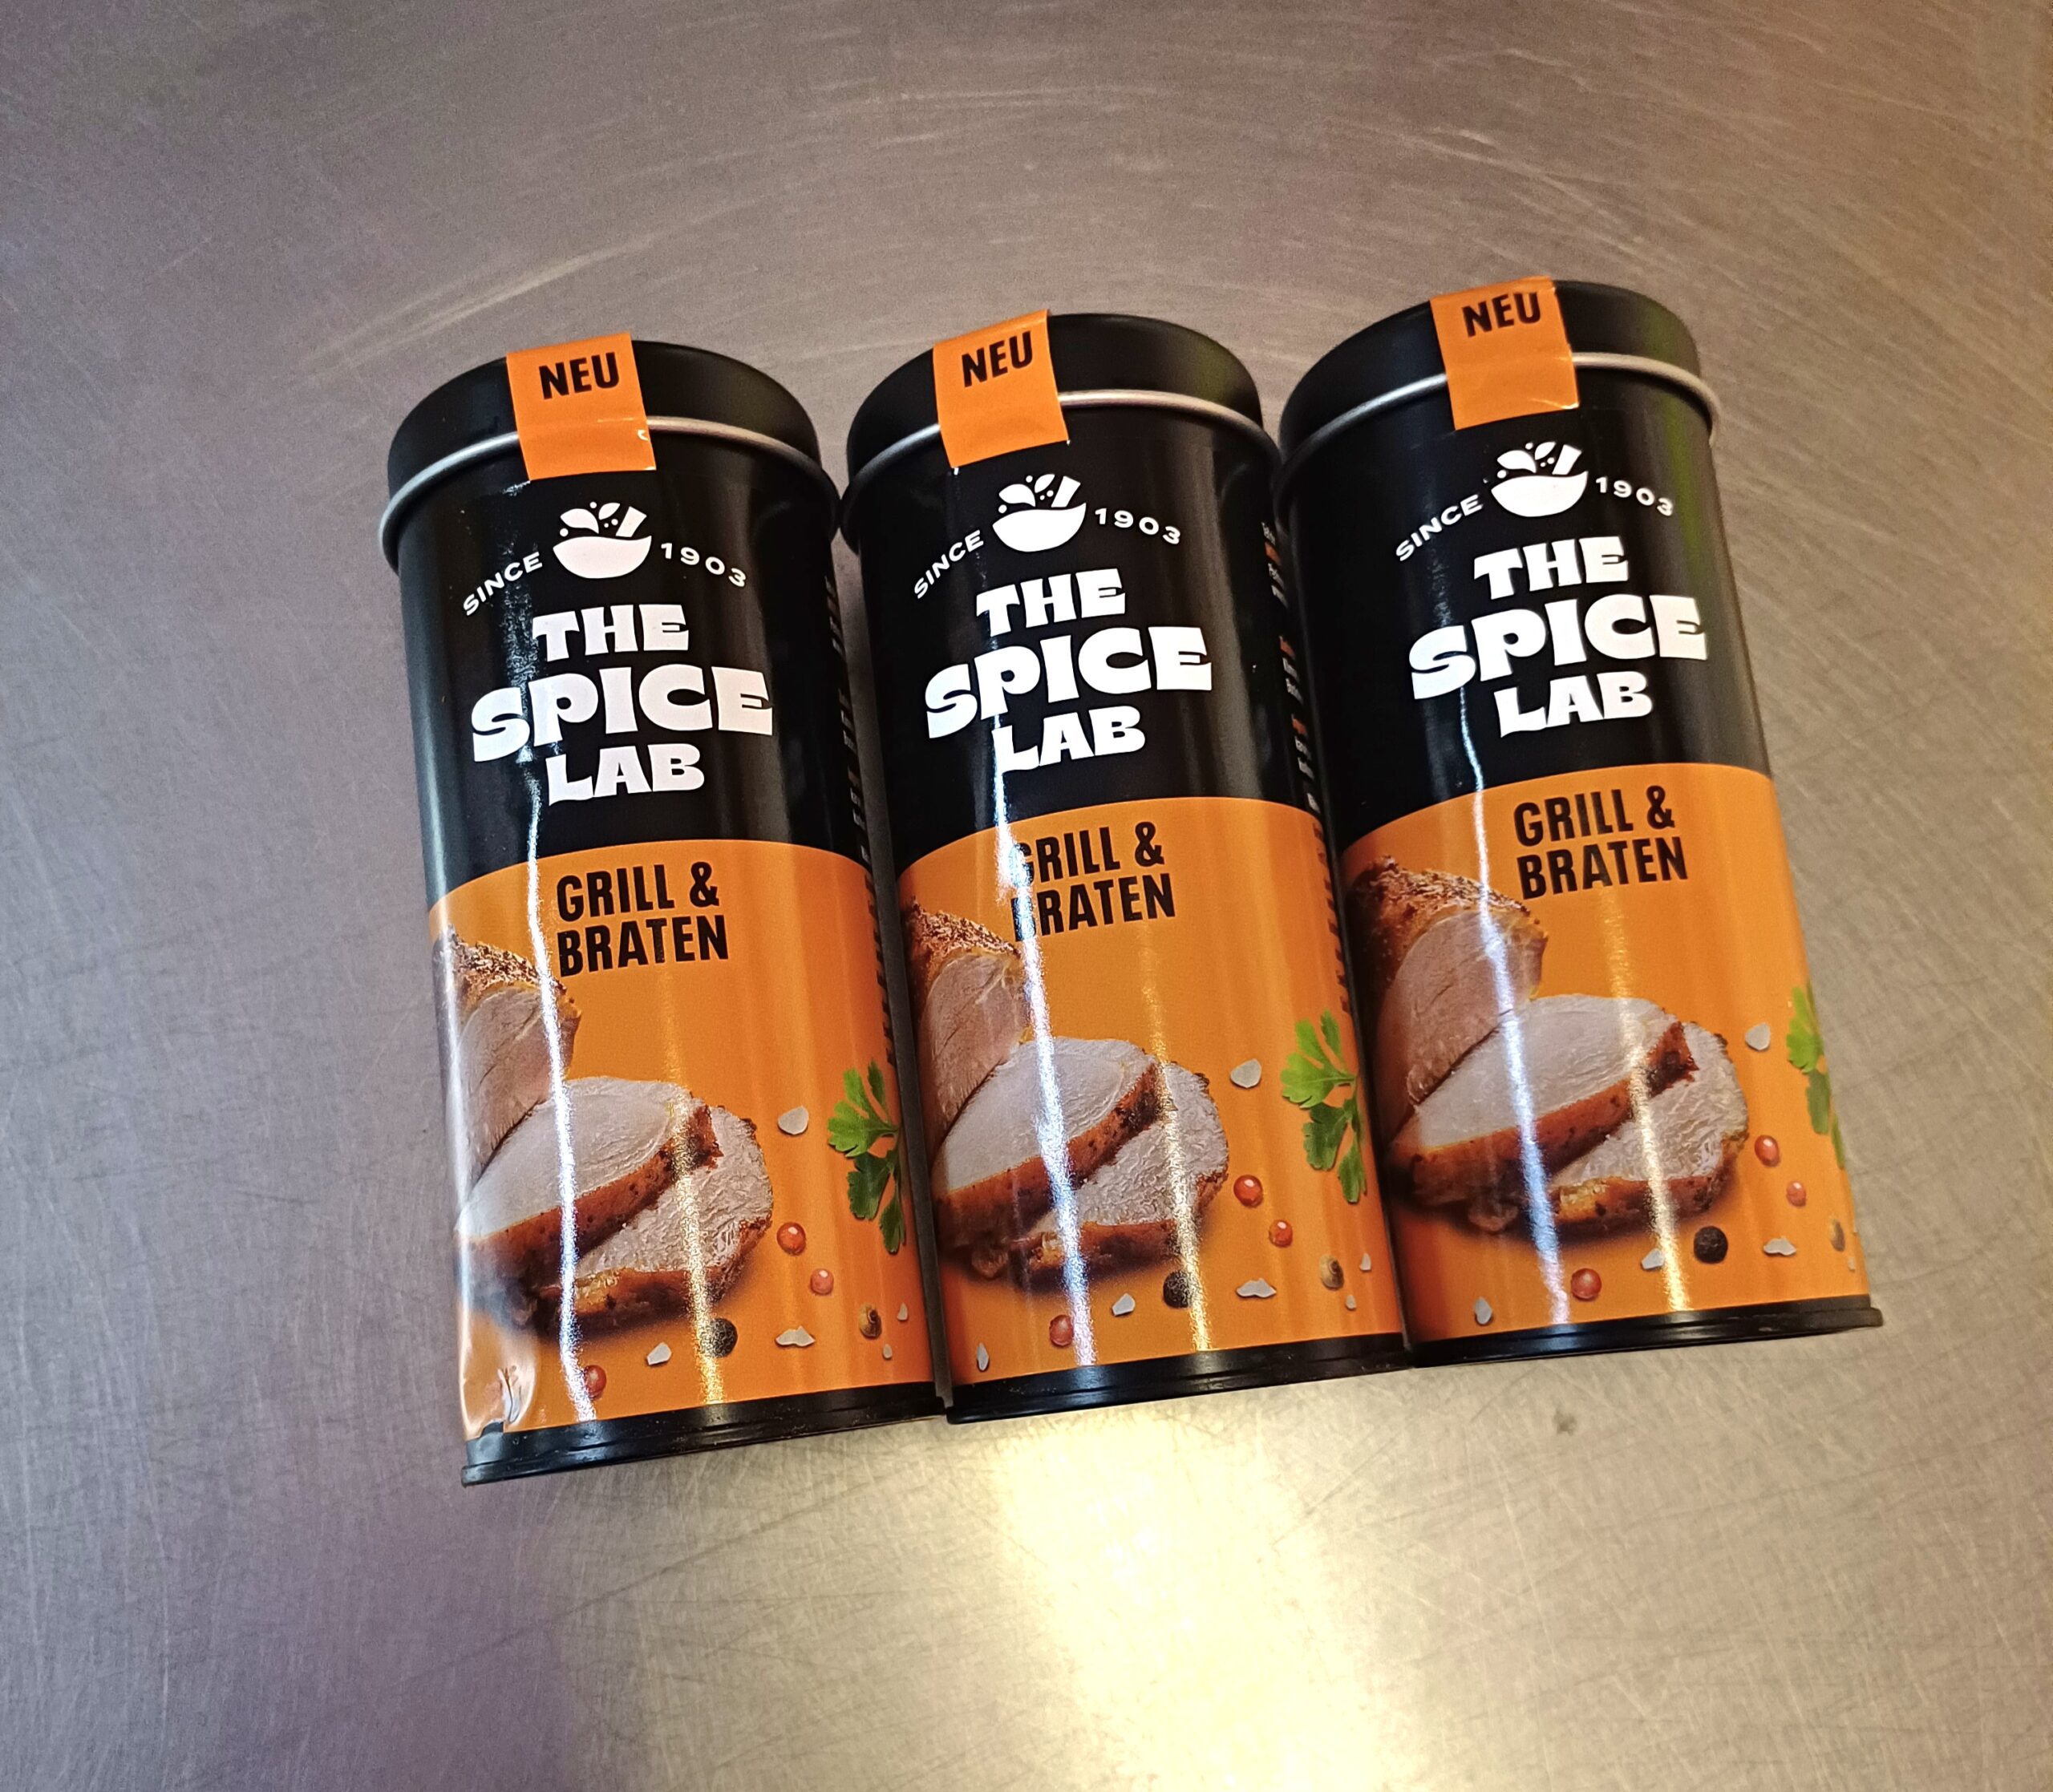 NEU
SINCE 1903
THE
SPICE
LAB
GRILL &
BRATEN
NEU
SINCE 1903
THE
SPICE
LAB
GRILL &
BRATEN
NEU
SINCE 1903
THE
SPICE
LAB
GRILL &
BRATEN